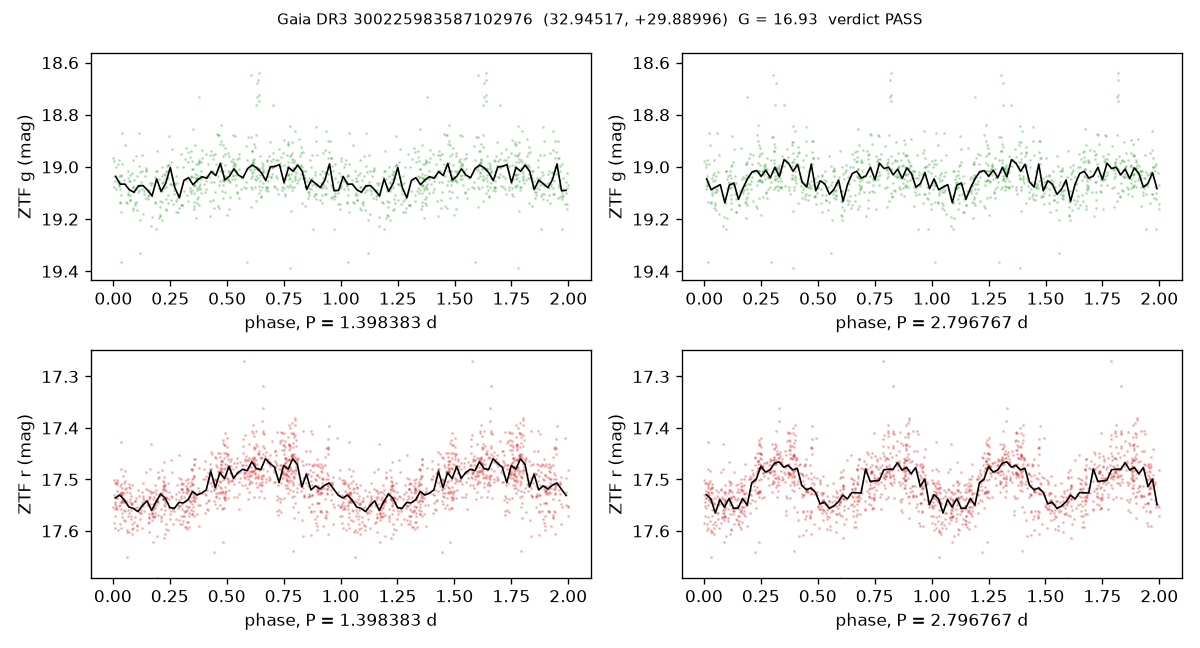 Gaia DR3 300225983587102976 (32.94517, +29.88996) G = 16.93 verdict PASS
ZTF g (mag)
18.6
18.8
19.0
19.2
19.4
0.00 0.25 0.50 0.75 1.00 1.25 1.50 1.75 2.00
phase, P = 1.398383 d
ZTF g (mag)
18.6
18.8
19.0
19.2
19.4
0.00 0.25 0.50 0.75 1.00 1.25 1.50 1.75 2.00
phase, P = 2.796767 d
ZTF r (mag)
17.3
17.4
17.5
17.6
0.00 0.25 0.50 0.75 1.00 1.25 1.50 1.75 2.00
phase, P = 1.398383 d
ZTF r (mag)
17.3
17.4
17.5
17.6
0.00 0.25 0.50 0.75 1.00 1.25 1.50 1.75 2.00
phase, P = 2.796767 d